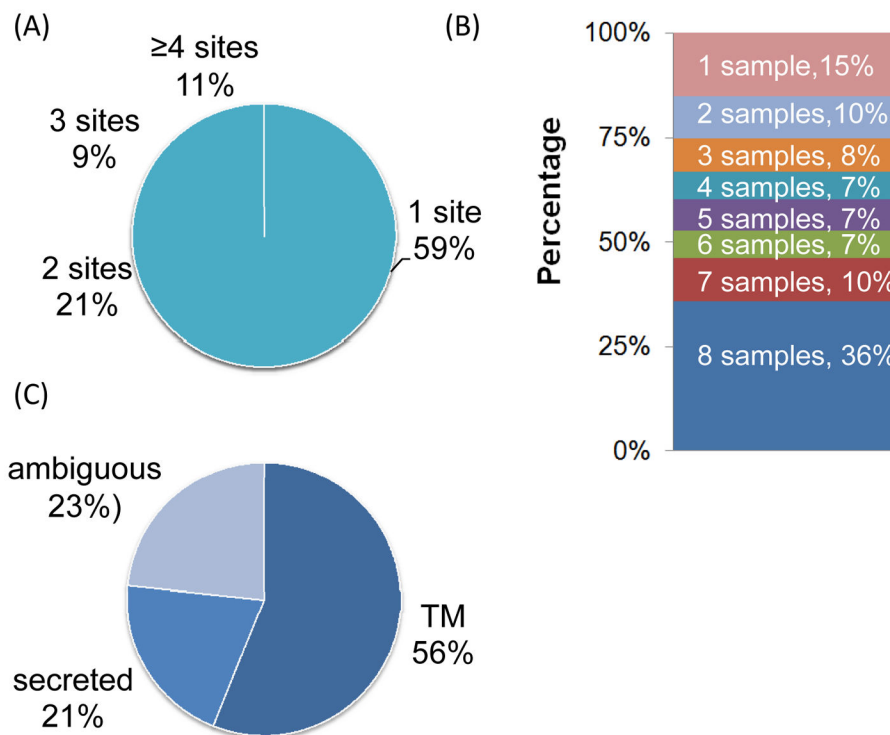 (A)
≥4 sites
11%
3 sites
9%
2 sites
21%
1 site
59%
(B)
Percentage
100%
75%
50%
25%
0%
1 sample,15%
2 samples,10%
3 samples, 8%
4 samples, 7%
5 samples, 7%
6 samples, 7%
7 samples, 10%
8 samples, 36%
(C)
ambiguous
23%)
secreted
21%
TM
56%